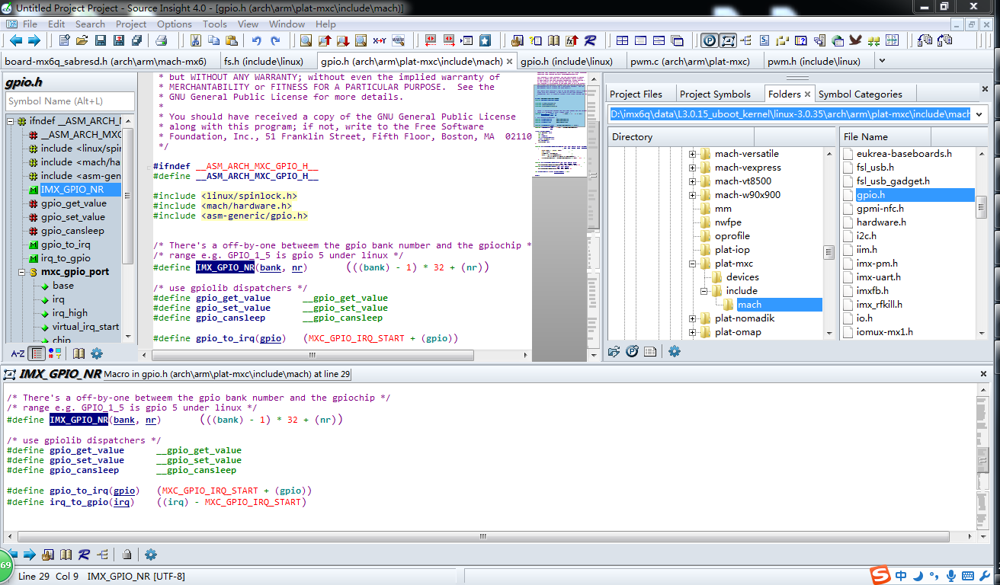 Untitled Project Project - Source Insight 4.0 - [gpio.h (arch\arm\plat-mxc\include\mach)]
File Edit Search Project Options Tools View Window Help
board-mx6q_sabresd.h (arch\arm\mach-mx6) fs.h (include\linux) gpio.h (arch\arm\plat-mxc\include\mach) gpio.h (include\linux) pwm.c (arch\arm\plat-mxc) pwm.h (include\linux)
gpio.h
Symbol Name (Alt+L)
ifndef __ASM_ARCH_
__ASM_ARCH_MXC
include <linux/spin
include <mach/ha
include <asm-gen
IMX_GPIO_NR
gpio_get_value
gpio_set_value
gpio_cansleep
gpio_to_irq
irq_to_gpio
mxc_gpio_port
base
irq
irq_high
virtual_irq_start
chip
A-Z
* but WITHOUT ANY WARRANTY; without even the implied warranty of
* MERCHANTABILITY or FITNESS FOR A PARTICULAR PURPOSE.  See the
* GNU General Public License for more details.
*
* You should have received a copy of the GNU General Public License
* along with this program; if not, write to the Free Software
* Foundation, Inc., 51 Franklin Street, Fifth Floor, Boston, MA  02110
*/
#ifndef __ASM_ARCH_MXC_GPIO_H__
#define __ASM_ARCH_MXC_GPIO_H__
#include <linux/spinlock.h>
#include <mach/hardware.h>
#include <asm-generic/gpio.h>
/* There's a off-by-one betweem the gpio bank number and the gpiochip *
/* range e.g. GPIO_1_5 is gpio 5 under linux */
#define IMX_GPIO_NR(bank, nr) (((bank) - 1) * 32 + (nr))
/* use gpiolib dispatchers */
#define gpio_get_value __gpio_get_value
#define gpio_set_value __gpio_set_value
#define gpio_cansleep __gpio_cansleep
#define gpio_to_irq(gpio) (MXC_GPIO_IRQ_START + (gpio))
Project Files Project Symbols Folders Symbol Categories
D:\imx6q\data\L3.0.15_uboot_kernel\linux-3.0.35\arch\arm\plat-mxc\include\mach
Directory
mach-versatile
mach-vexpress
mach-vt8500
mach-w90x900
mm
nwfpe
oprofile
plat-iop
plat-mxc
devices
include
mach
plat-nomadik
plat-omap
File Name
eukrea-baseboards.h
fsl_usb.h
fsl_usb_gadget.h
gpio.h
gpmi-nfc.h
hardware.h
i2c.h
iim.h
imx-pm.h
imx-uart.h
imxfb.h
imx_rfkill.h
io.h
iomux-mx1.h
IMX_GPIO_NR Macro in gpio.h (arch\arm\plat-mxc\include\mach) at line 29
/* There's a off-by-one betweem the gpio bank number and the gpiochip */
/* range e.g. GPIO_1_5 is gpio 5 under linux */
#define IMX_GPIO_NR(bank, nr) (((bank) - 1) * 32 + (nr))
/* use gpiolib dispatchers */
#define gpio_get_value __gpio_get_value
#define gpio_set_value __gpio_set_value
#define gpio_cansleep __gpio_cansleep
#define gpio_to_irq(gpio) (MXC_GPIO_IRQ_START + (gpio))
#define irq_to_gpio(irq) ((irq) - MXC_GPIO_IRQ_START)
69
Line 29 Col 9 IMX_GPIO_NR [UTF-8]
中